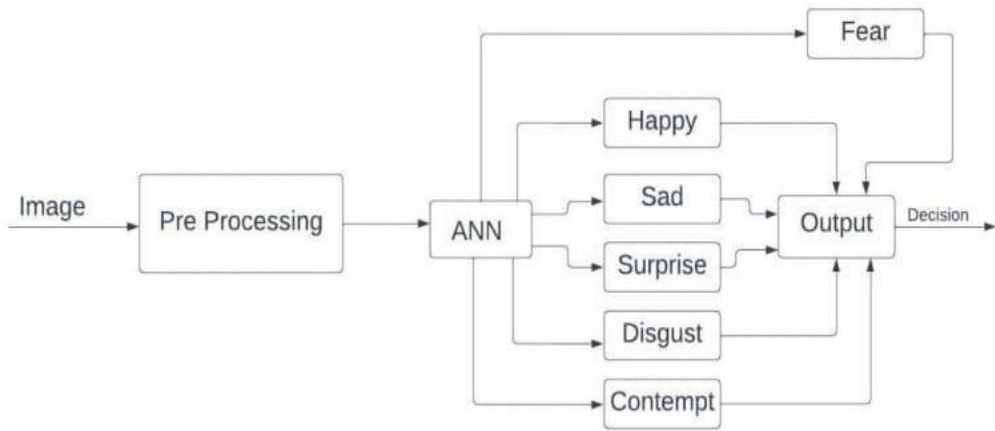 Fear
Happy
Image
Pre Processing
ANN
Sad
Output
Decision
Surprise
Disgust
Contempt